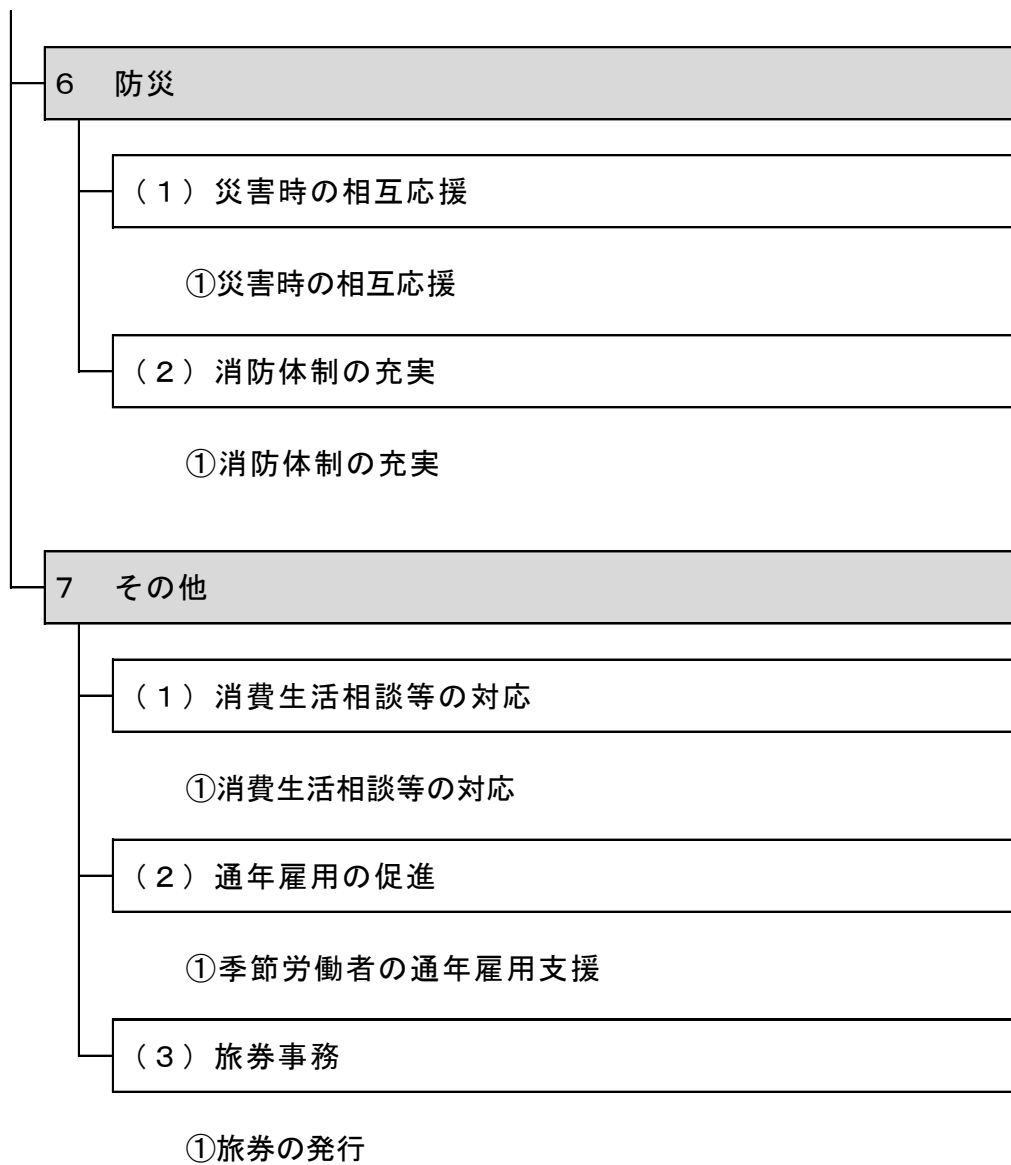 ６　防災
（１）災害時の相互応援
①災害時の相互応援
（２）消防体制の充実
①消防体制の充実
７　その他
（１）消費生活相談等の対応
①消費生活相談等の対応
（２）通年雇用の促進
①季節労働者の通年雇用支援
（３）旅券事務
①旅券の発行